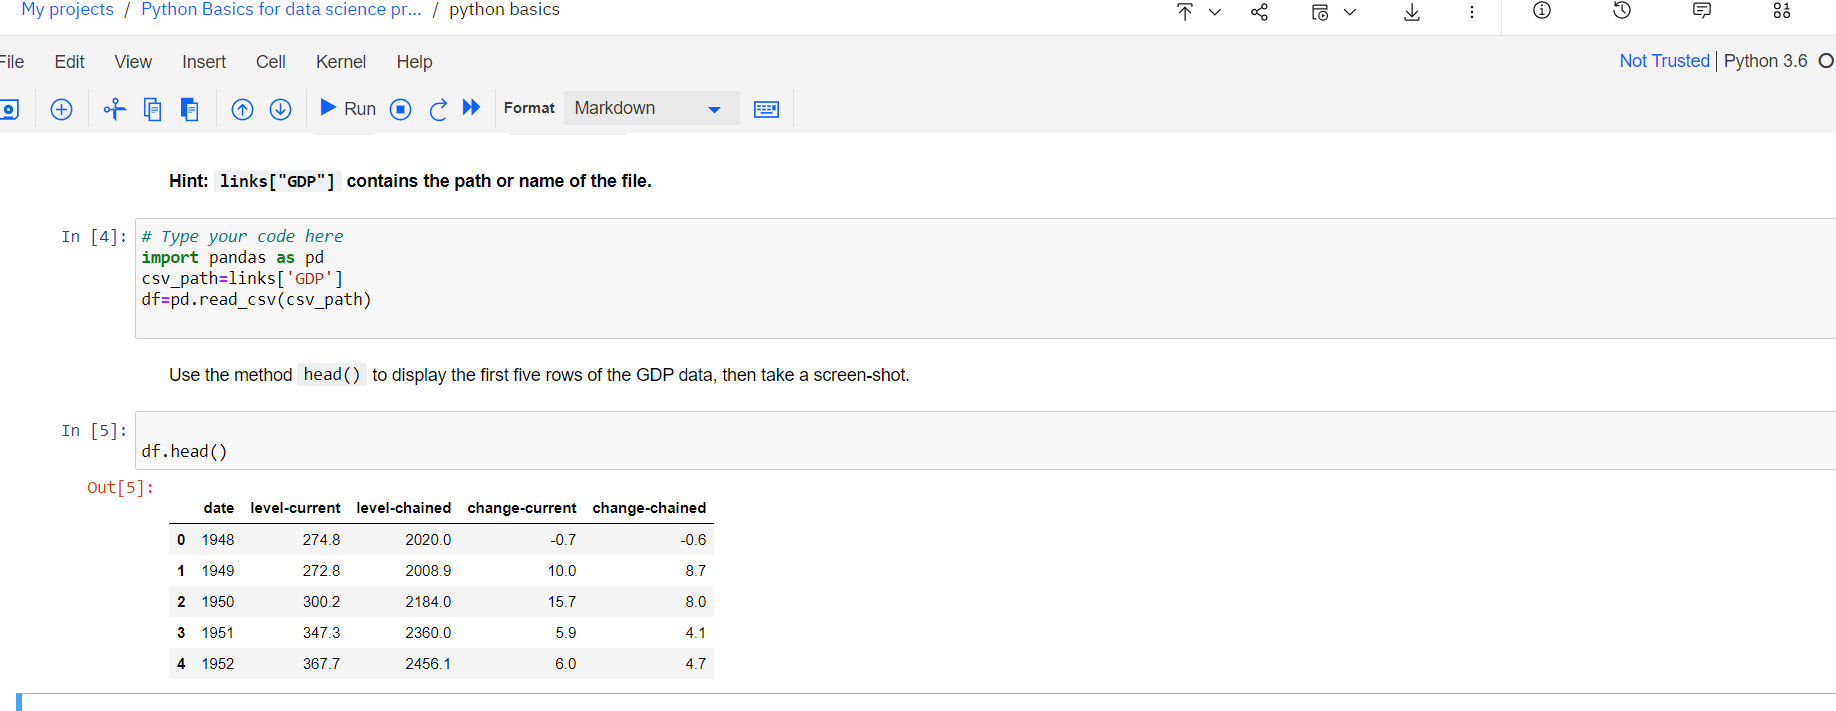 My projects / Python Basics for data science pr... / python basics
File Edit View Insert Cell Kernel Help Not Trusted | Python 3.6
Run Format Markdown
Hint: links["GDP"] contains the path or name of the file.
In [4]: # Type your code here
import pandas as pd
csv_path=links['GDP']
df=pd.read_csv(csv_path)
Use the method head() to display the first five rows of the GDP data, then take a screen-shot.
In [5]:
df.head()
Out[5]:
date level-current level-chained change-current change-chained
0 1948 274.8 2020.0 -0.7 -0.6
1 1949 272.8 2008.9 10.0 8.7
2 1950 300.2 2184.0 15.7 8.0
3 1951 347.3 2360.0 5.9 4.1
4 1952 367.7 2456.1 6.0 4.7